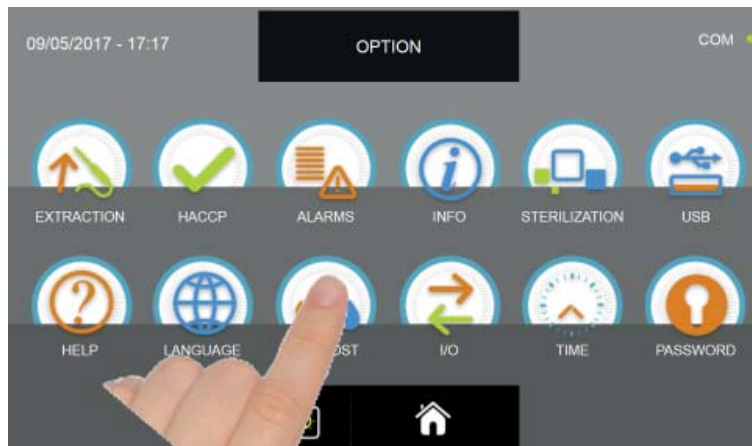 09/05/2017 - 17:17
OPTION
COM
EXTRACTION
HACCP
ALARMS
INFO
STERILIZATION
USB
HELP
LANGUAGE
I/O
TIME
PASSWORD